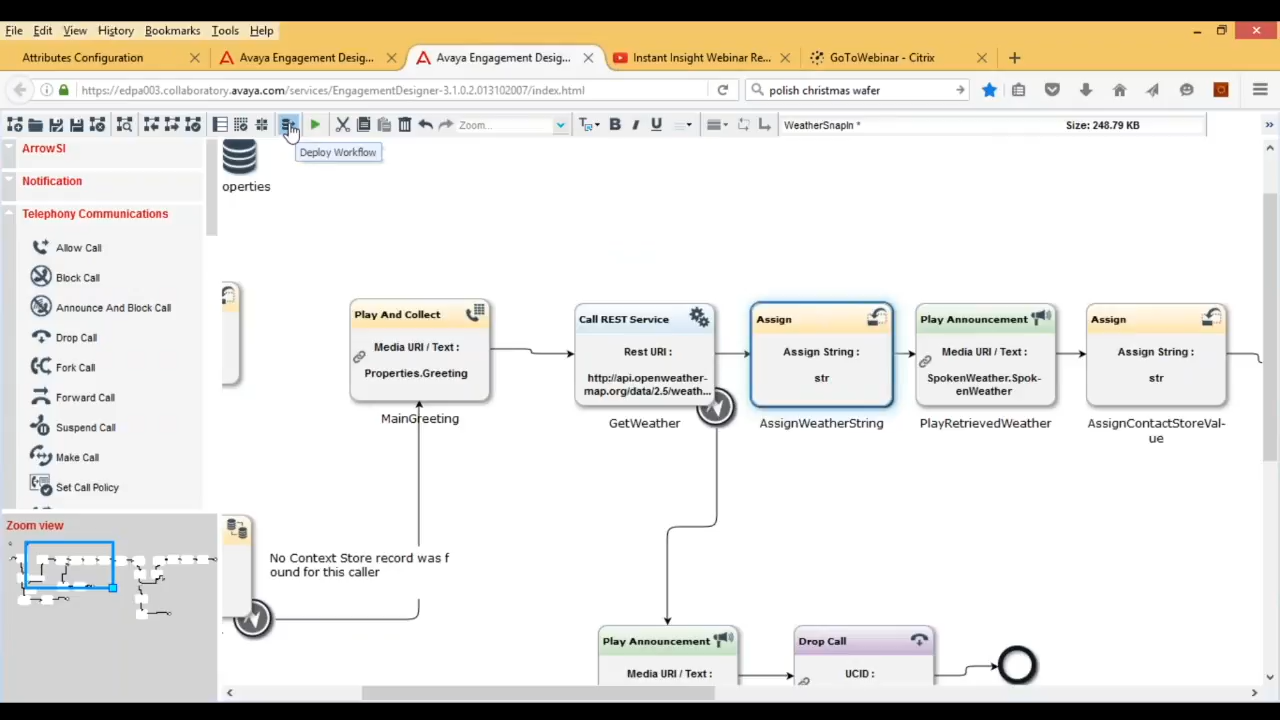 File Edit View History Bookmarks Tools Help
Attributes Configuration
Avaya Engagement Desig...
Avaya Engagement Desig...
Instant Insight Webinar Re...
GoToWebinar - Citrix
https://edpa003.collaboratory.avaya.com/services/EngagementDesigner-3.1.0.2.013102007/index.html
polish christmas wafer
Zoom...
B I U
WeatherSnapIn *
Size: 248.79 KB
Deploy Workflow
ArrowSI
Notification
Telephony Communications
Allow Call
Block Call
Announce And Block Call
Drop Call
Fork Call
Forward Call
Suspend Call
Make Call
Set Call Policy
Zoom view
operties
Play And Collect
Media URI / Text :
Properties.Greeting
MainGreeting
Call REST Service
Rest URI :
http://api.openweather-
map.org/data/2.5/weath...
GetWeather
Assign
Assign String :
str
AssignWeatherString
Play Announcement
Media URI / Text :
SpokenWeather.Spok-
enWeather
PlayRetrievedWeather
Assign
Assign String :
str
AssignContactStoreVal-
ue
No Context Store record was f
ound for this caller
Play Announcement
Media URI / Text :
Drop Call
UCID :